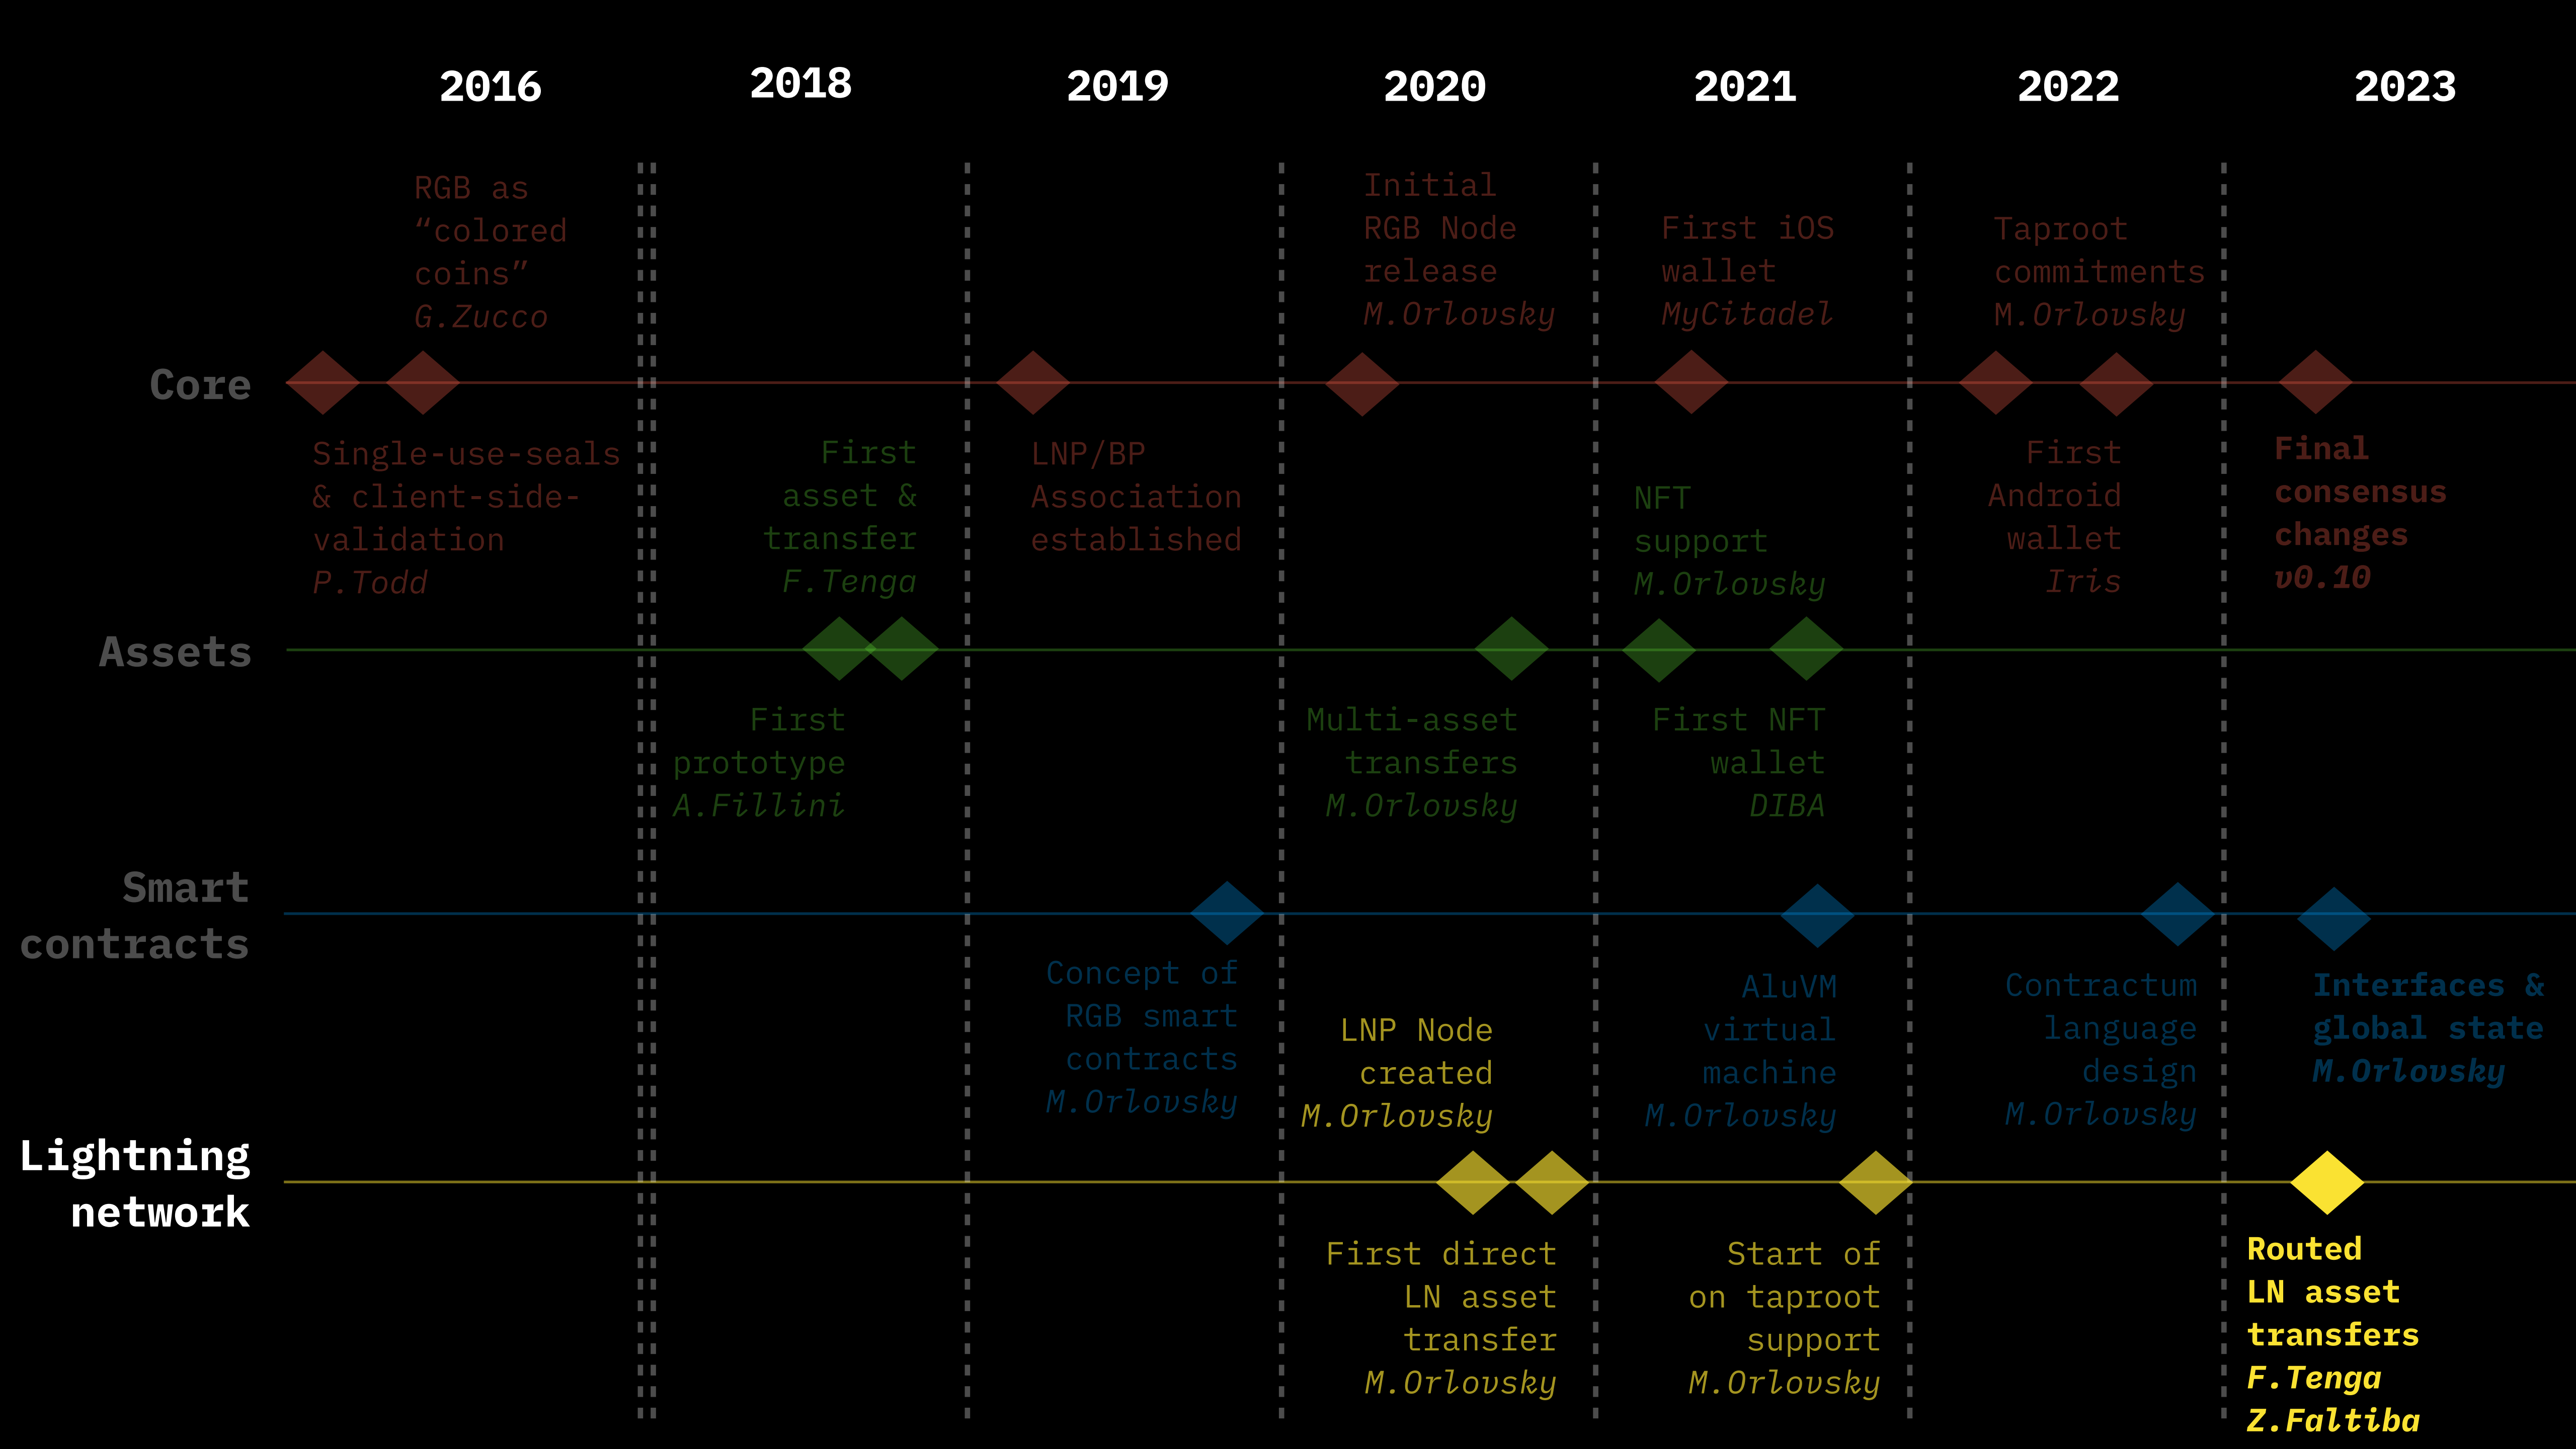 2016
2018
2019
2020
2021
2022
2023
RGB as
“colored
coins”
G.Zucco
Initial
RGB Node
release
M.Orlovsky
First iOS
wallet
MyCitadel
Taproot
commitments
M.Orlovsky
Core
Single-use-seals
& client-side-
validation
P.Todd
First
asset &
transfer
F.Tenga
LNP/BP
Association
established
NFT
support
M.Orlovsky
First
Android
wallet
Iris
Final
consensus
changes
v0.10
Assets
First
prototype
A.Fillini
Multi-asset
transfers
M.Orlovsky
First NFT
wallet
DIBA
Smart
contracts
Concept of
RGB smart
contracts
M.Orlovsky
LNP Node
created
M.Orlovsky
AluVM
virtual
machine
M.Orlovsky
Contractum
language
design
M.Orlovsky
Interfaces &
global state
M.Orlovsky
Lightning
network
First direct
LN asset
transfer
M.Orlovsky
Start of
on taproot
support
M.Orlovsky
Routed
LN asset
transfers
F.Tenga
Z.Faltiba